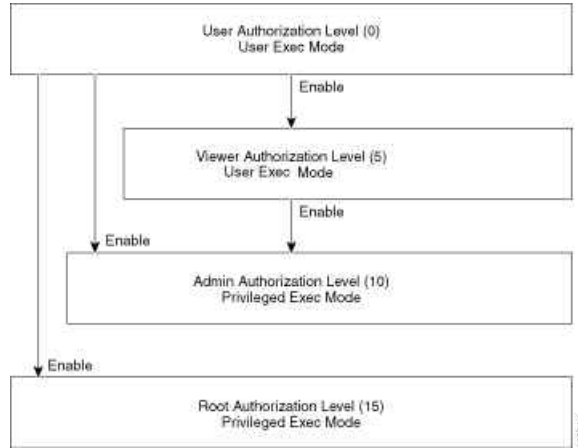 User Authorization Level (0)
User Exec Mode
Enable
Viewer Authorization Level (5)
User Exec Mode
Enable
Enable
Admin Authorization Level (10)
Privileged Exec Mode
Enable
Root Authorization Level (15)
Privileged Exec Mode